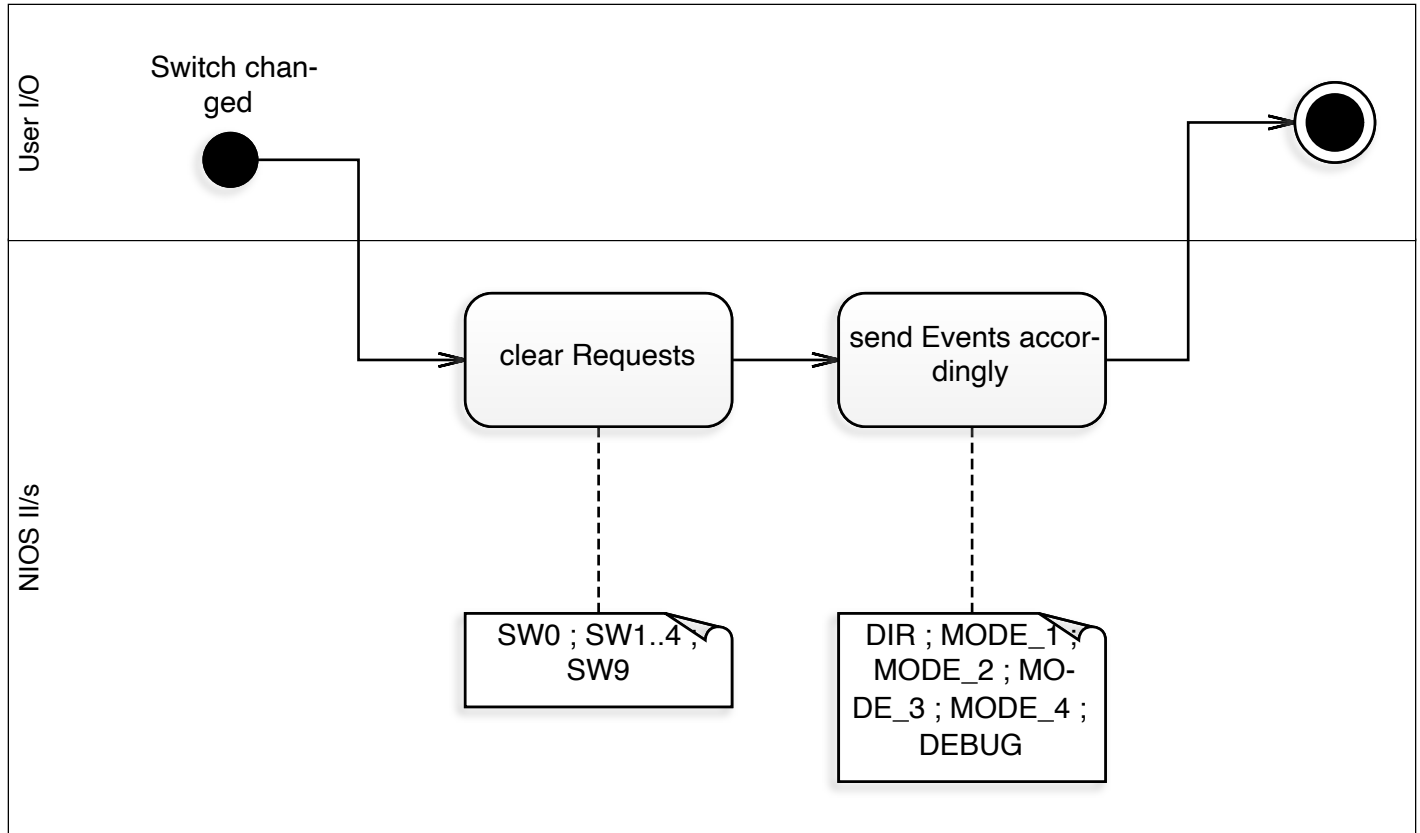 User I/O
Switch chan-
ged
NIOS II/s
clear Requests
send Events accor-
dingly
SW0 ; SW1..4 ;
SW9
DIR ; MODE_1 ;
MODE_2 ; MO-
DE_3 ; MODE_4 ;
DEBUG